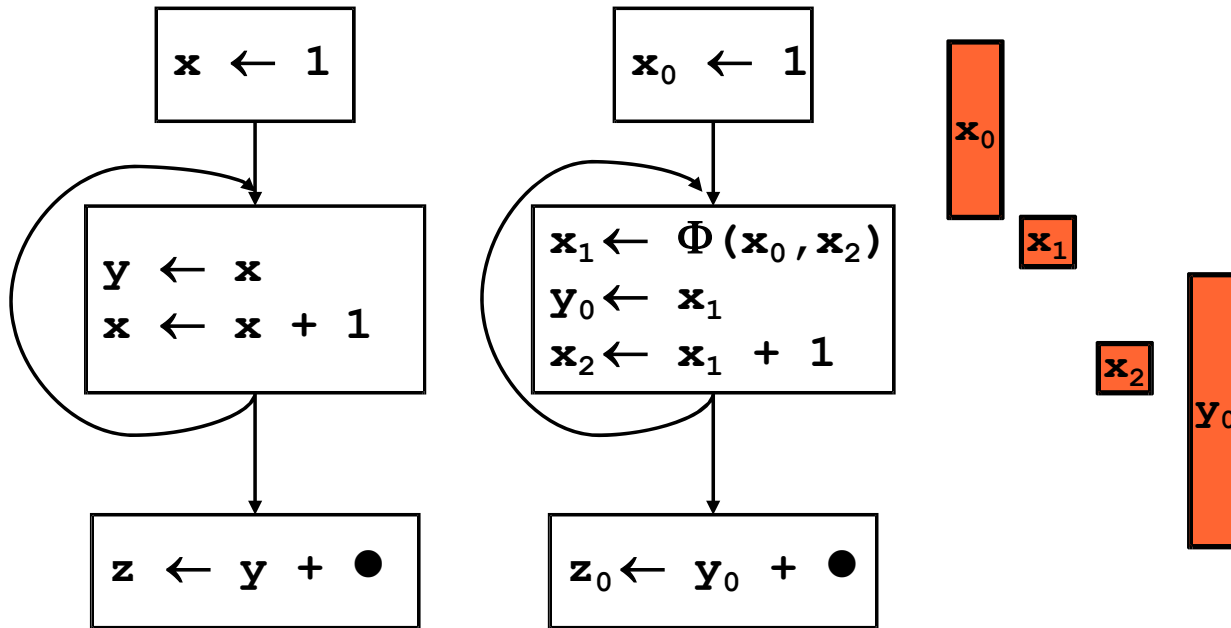 x ← 1
y ← x
x ← x + 1
z ← y + ●
x₀ ← 1
x₁← Φ(x₀,x₂)
y₀← x₁
x₂← x₁ + 1
z₀← y₀ + ●
x₀
x₁
x₂
y₀